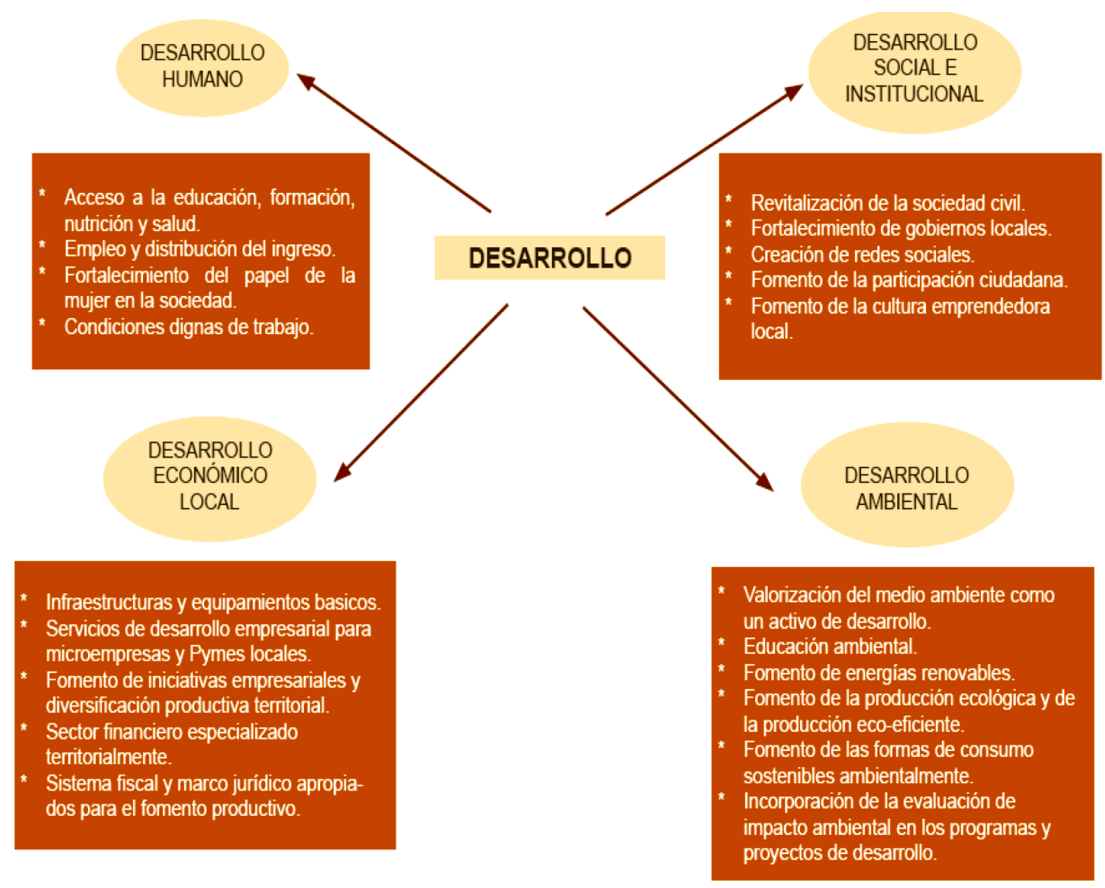 DESARROLLO
HUMANO
* Acceso a la educación, formación,
nutrición y salud.
* Empleo y distribución del ingreso.
* Fortalecimiento del papel de la
mujer en la sociedad.
* Condiciones dignas de trabajo.
DESARROLLO
SOCIAL E
INSTITUCIONAL
* Revitalización de la sociedad civil.
* Fortalecimiento de gobiernos locales.
* Creación de redes sociales.
* Fomento de la participación ciudadana.
* Fomento de la cultura emprendedora
local.
DESARROLLO
DESARROLLO
ECONÓMICO
LOCAL
* Infraestructuras y equipamientos basicos.
* Servicios de desarrollo empresarial para
microempresas y Pymes locales.
* Fomento de iniciativas empresariales y
diversificación productiva territorial.
* Sector financiero especializado
territorialmente.
* Sistema fiscal y marco jurídico apropia-
dos para el fomento productivo.
DESARROLLO
AMBIENTAL
* Valorización del medio ambiente como
un activo de desarrollo.
* Educación ambiental.
* Fomento de energías renovables.
* Fomento de la producción ecológica y de
la producción eco-eficiente.
* Fomento de las formas de consumo
sostenibles ambientalmente.
* Incorporación de la evaluación de
impacto ambiental en los programas y
proyectos de desarrollo.